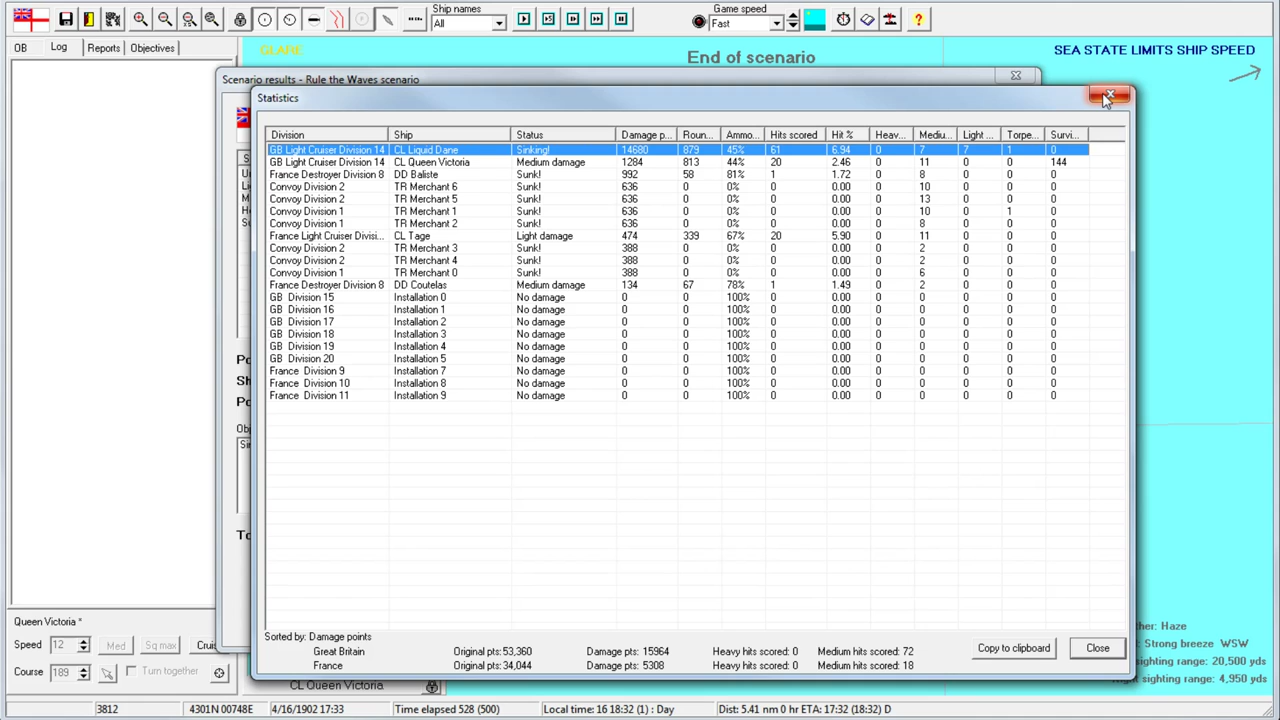 Ship names
All
Game speed
Fast
OB Log Reports Objectives
GLARE
End of scenario
SEA STATE LIMITS SHIP SPEED
Scenario results - Rule the Waves scenario
Statistics
Division Ship Status Damage p... Roun... Ammo... Hits scored Hit % Heav... Mediu... Light ... Torpe... Survi...
GB Light Cruiser Division 14 CL Liquid Dane Sinking! 14680 879 45% 61 6.94 0 7 7 1 0
GB Light Cruiser Division 14 CL Queen Victoria Medium damage 1284 813 44% 20 2.46 0 11 0 0 144
France Destroyer Division 8 DD Baliste Sunk! 992 58 81% 1 1.72 0 8 0 0 0
Convoy Division 2 TR Merchant 6 Sunk! 636 0 0% 0 0.00 0 10 0 0 0
Convoy Division 2 TR Merchant 5 Sunk! 636 0 0% 0 0.00 0 13 0 0 0
Convoy Division 1 TR Merchant 1 Sunk! 636 0 0% 0 0.00 0 10 0 1 0
Convoy Division 1 TR Merchant 2 Sunk! 636 0 0% 0 0.00 0 8 0 0 0
France Light Cruiser Divisi... CL Tage Light damage 474 339 67% 20 5.90 0 11 0 0 0
Convoy Division 2 TR Merchant 3 Sunk! 388 0 0% 0 0.00 0 2 0 0 0
Convoy Division 2 TR Merchant 4 Sunk! 388 0 0% 0 0.00 0 2 0 0 0
Convoy Division 1 TR Merchant 0 Sunk! 388 0 0% 0 0.00 0 6 0 0 0
France Destroyer Division 8 DD Coutelas Medium damage 134 67 78% 1 1.49 0 2 0 0 0
GB Division 15 Installation 0 No damage 0 0 100% 0 0.00 0 0 0 0 0
GB Division 16 Installation 1 No damage 0 0 100% 0 0.00 0 0 0 0 0
GB Division 17 Installation 2 No damage 0 0 100% 0 0.00 0 0 0 0 0
GB Division 18 Installation 3 No damage 0 0 100% 0 0.00 0 0 0 0 0
GB Division 19 Installation 4 No damage 0 0 100% 0 0.00 0 0 0 0 0
GB Division 20 Installation 5 No damage 0 0 100% 0 0.00 0 0 0 0 0
France Division 9 Installation 7 No damage 0 0 100% 0 0.00 0 0 0 0 0
France Division 10 Installation 8 No damage 0 0 100% 0 0.00 0 0 0 0 0
France Division 11 Installation 9 No damage 0 0 100% 0 0.00 0 0 0 0 0
Sorted by: Damage points
Great Britain Original pts: 53,360 Damage pts: 15964 Heavy hits scored: 0 Medium hits scored: 72
France Original pts: 34,044 Damage pts: 5308 Heavy hits scored: 0 Medium hits scored: 18
Copy to clipboard Close
Queen Victoria *
Speed 12 Med Sq max Cruis
Course 189 Turn together
CL Queen Victoria
ther: Haze
: Strong breeze WSW
sighting range: 20,500 yds
ight sighting range: 4,950 yds
3812 4301N 00748E 4/16/1902 17:33 Time elapsed 528 (500) Local time: 16 18:32 (1) : Day Dist: 5.41 nm 0 hr ETA: 17:32 (18:32) D